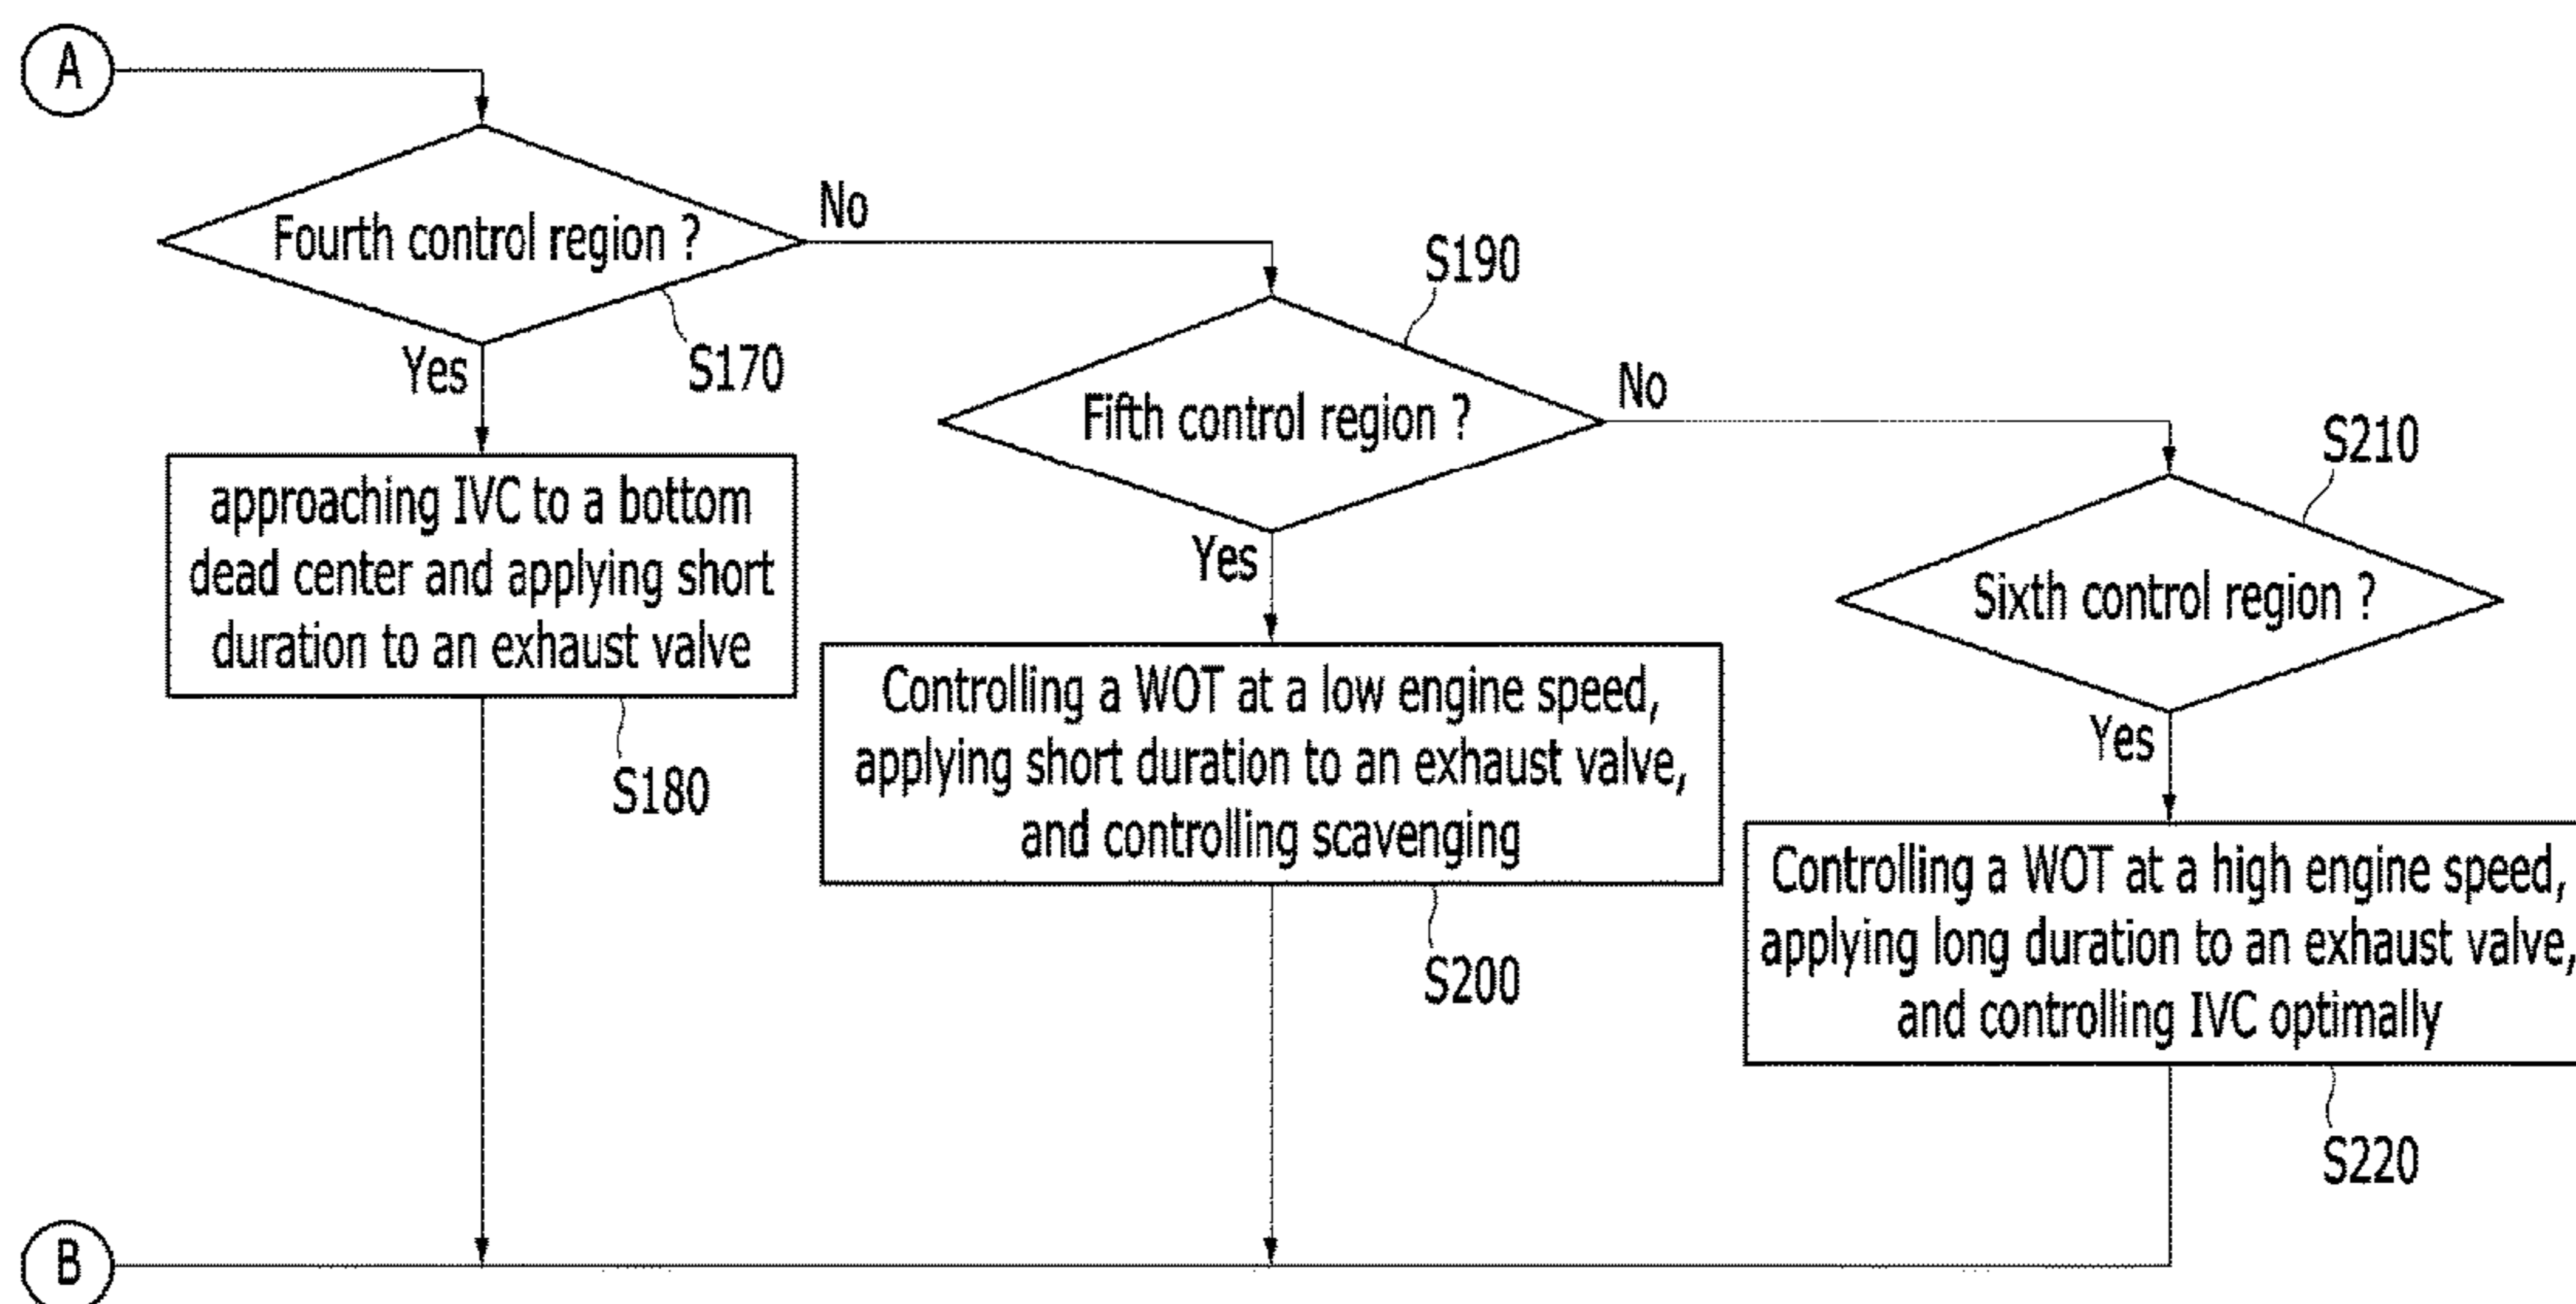 A
Fourth control region ?
No
S170
Yes
approaching IVC to a bottom
dead center and applying short
duration to an exhaust valve
S180
S190
Fifth control region ?
No
Yes
Controlling a WOT at a low engine speed,
applying short duration to an exhaust valve,
and controlling scavenging
S200
S210
Sixth control region ?
Yes
Controlling a WOT at a high engine speed,
applying long duration to an exhaust valve,
and controlling IVC optimally
S220
B